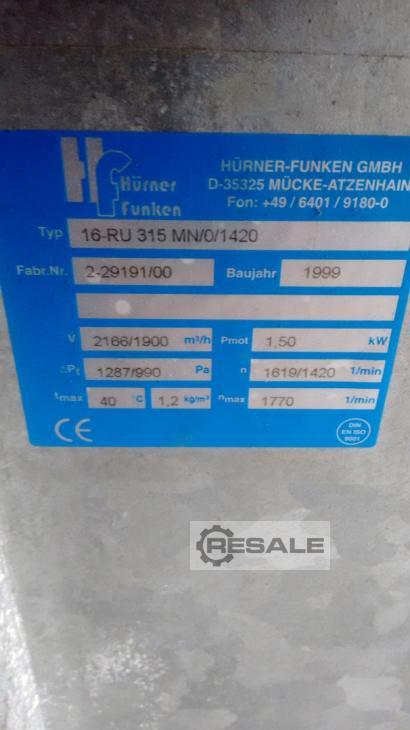 HF Hürner Funken
HÜRNER-FUNKEN GMBH
D-35325 MÜCKE-ATZENHAIN
Fon: +49 / 6401 / 9180-0
Typ 16-RU 315 MN/0/1420
Fabr.Nr. 2-29191/00 Baujahr 1999
V̇ 2166/1900 m³/h Pmot 1,50 kW
△Pt 1287/990 Pa n 1619/1420 1/min
tmax 40 °C 1,2 kg/m³ nmax 1770 1/min
CE DIN EN ISO 9001
RESALE